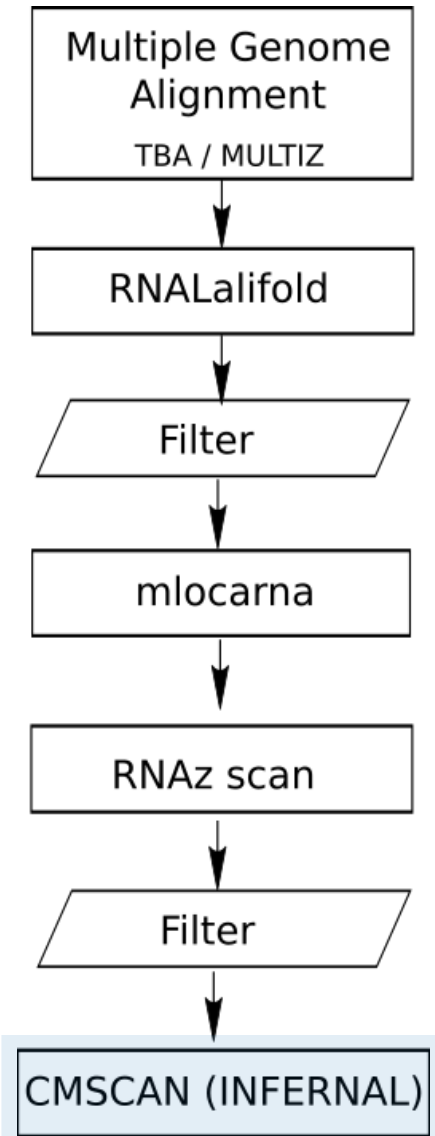 Multiple Genome
Alignment
TBA / MULTIZ
RNALalifold
Filter
mlocarna
RNAz scan
Filter
CMSCAN (INFERNAL)